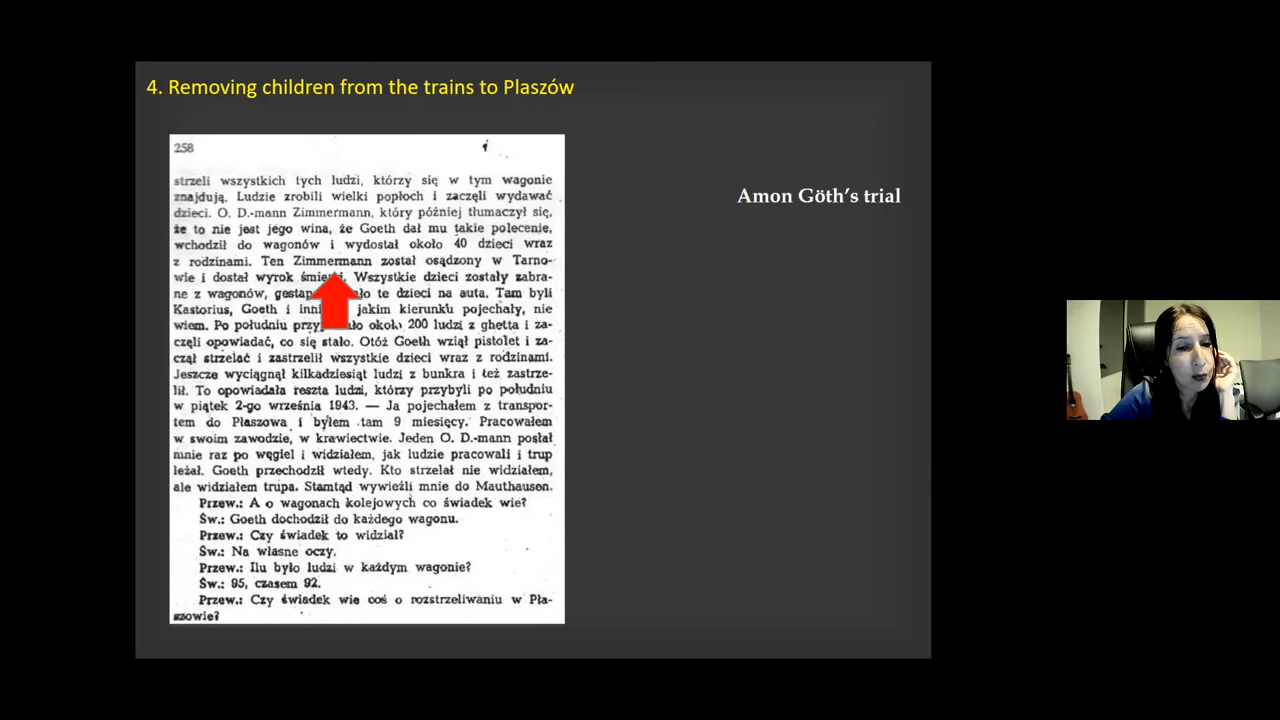 4. Removing children from the trains to Plaszów
258
strzeli wszystkich tych ludzi, którzy się w tym wagonie
znajdują. Ludzie zrobili wielki popłoch i zaczęli wydawać
dzieci. O. D.-mann Zimmermann, który później tłumaczył się,
że to nie jest jego wina, że Goeth dał mu takie polecenie,
wchodził do wagonów i wydostał około 40 dzieci wraz
z rodzinami. Ten Zimmermann został osądzony w Tarno-
wie i dostał wyrok Wszystkie dzieci zostały zabra-
ne z wagonów, te dzieci na auta. Tam byli
Kastorius, Goeth i inni jakim kierunku pojechały, nie
wiem. Po południu około 200 ludzi z ghetta i za-
częli opowiadać, co się stało. Otóż Goeth wziął pistolet i za-
czął strzelać i zastrzelił wszystkie dzieci wraz z rodzinami.
Jeszcze wyciągnął kilkadziesiąt ludzi z bunkra i też zastrze-
lił. To opowiadała reszta ludzi, którzy przybyli po południu
w piątek 2-go września 1943. — Ja pojechałem z transpor-
tem do Płaszowa i byłem tam 9 miesięcy. Pracowałem
w swoim zawodzie, w krawiectwie. Jeden O. D.-mann posłał
mnie raz po węgiel i widziałem, jak ludzie pracowali i trup
leżał. Goeth przechodził wtedy. Kto strzelał nie widziałem,
ale widziałem trupa. Stamtąd wywieźli mnie do Mauthausen.
Przew.: A o wagonach kolejowych co świadek wie?
Św.: Goeth dochodził do każdego wagonu.
Przew.: Czy świadek to widział?
Św.: Na własne oczy.
Przew.: Ilu było ludzi w każdym wagonie?
Św.: 95, czasem 92.
Przew.: Czy świadek wie coś o rozstrzeliwaniu w Pła-
szowie?
Amon Göth’s trial